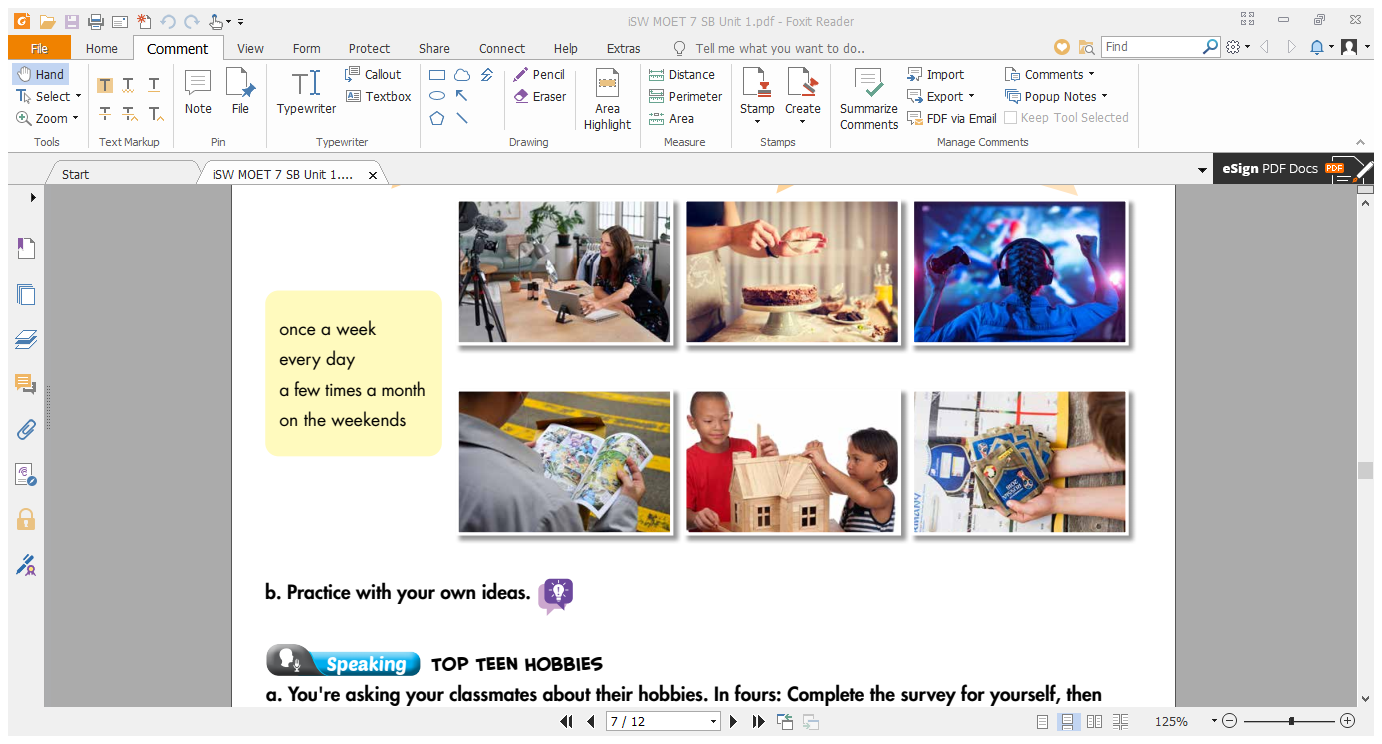 iSW MOET 7 SB Unit 1.pdf - Foxit Reader
File Home Comment View Form Protect Share Connect Help Extras Tell me what you want to do.. Find
Hand
Select
Zoom
Tools
Text Markup
Note
File
Pin
Typewriter
Callout
Textbox
Typewriter
Pencil
Eraser
Drawing
Area Highlight
Distance
Perimeter
Area
Measure
Stamp
Create
Stamps
Summarize Comments
Import
Export
FDF via Email
Comments
Popup Notes
Keep Tool Selected
Manage Comments
Start
iSW MOET 7 SB Unit 1....
eSign PDF Docs PDF
once a week
every day
a few times a month
on the weekends
b. Practice with your own ideas.
Speaking TOP TEEN HOBBIES
a. You're asking your classmates about their hobbies. In fours: Complete the survey for yourself, then
7 / 12
125%